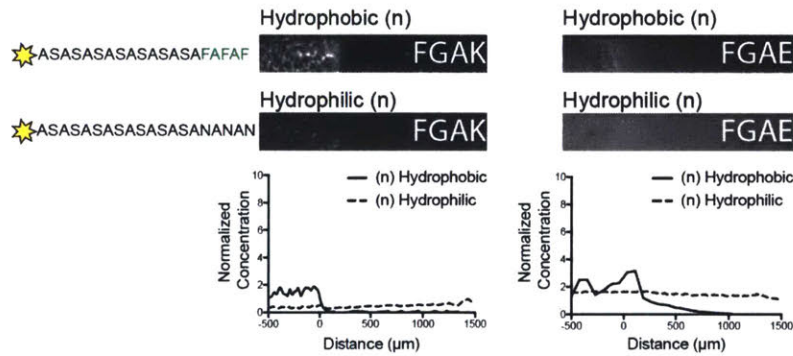 Hydrophobic (n)
Hydrophobic (n)
ASASASASASASASAFAFAF
FGAK
FGAE
Hydrophilic (n)
Hydrophilic (n)
ASASASASASASASANANAN
FGAK
FGAE
(n) Hydrophobic
(n) Hydrophilic
Normalized
Concentration
10
8
6
4
2
0
-500
0
500
1000
1500
Distance (µm)
(n) Hydrophobic
(n) Hydrophilic
Normalized
Concentration
10
8
6
4
2
0
-500
0
500
1000
1500
Distance (µm)